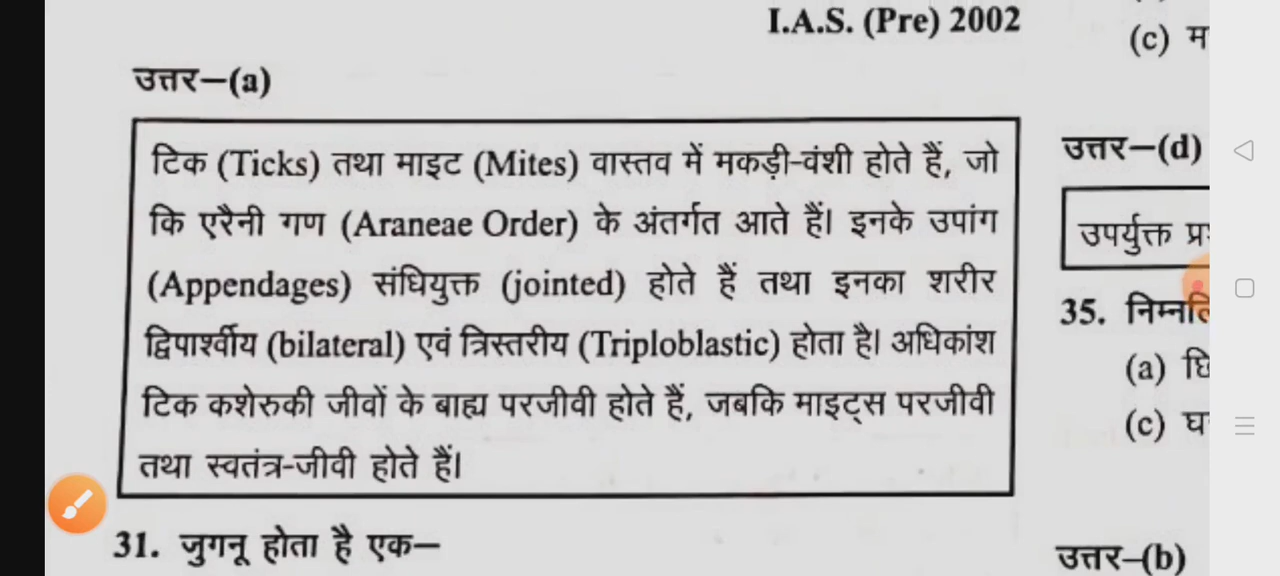 I.A.S. (Pre) 2002
उत्तर–(a)
टिक (Ticks) तथा माइट (Mites) वास्तव में मकड़ी-वंशी होते हैं, जो
कि एरैनी गण (Araneae Order) के अंतर्गत आते हैं। इनके उपांग
(Appendages) संधियुक्त (jointed) होते हैं तथा इनका शरीर
द्विपार्श्वीय (bilateral) एवं त्रिस्तरीय (Triploblastic) होता है। अधिकांश
टिक कशेरुकी जीवों के बाह्य परजीवी होते हैं, जबकि माइट्स परजीवी
तथा स्वतंत्र-जीवी होते हैं।
31. जुगनू होता है एक–
(c)
उत्तर–(d)
उपर्युक्त
35.
(a)
(c)
उत्तर–(b)